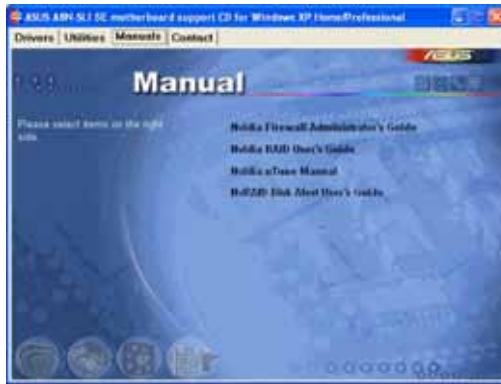 ASUS A8N-SLI SE motherboard support CD for Windows XP Home/Professional
Drivers Utilities Manuals Contact
ASUS
Manual
Please select items on the right
side.
NVidia Firewall Administrator's Guide
NVidia RAID User's Guide
NVidia nTune Manual
NvRAID Disk Alert User's Guide